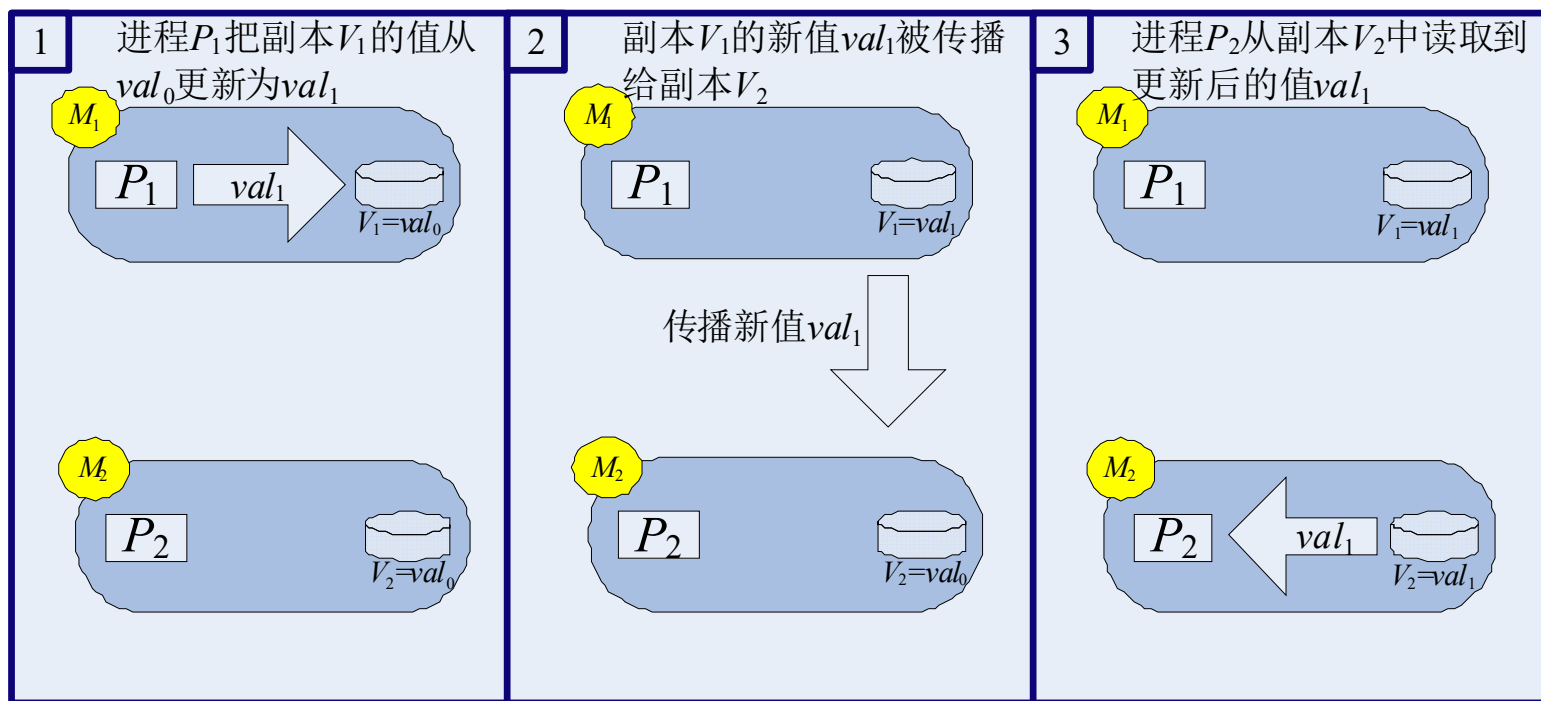 1
进程P₁把副本V₁的值从
val₀更新为val₁
M₁
P₁
val₁
V₁=val₀
M₂
P₂
V₂=val₀
2
副本V₁的新值val₁被传播
给副本V₂
M₁
P₁
V₁=val₁
传播新值val₁
M₂
P₂
V₂=val₀
3
进程P₂从副本V₂中读取到
更新后的值val₁
M₁
P₁
V₁=val₁
M₂
P₂
val₁
V₂=val₁